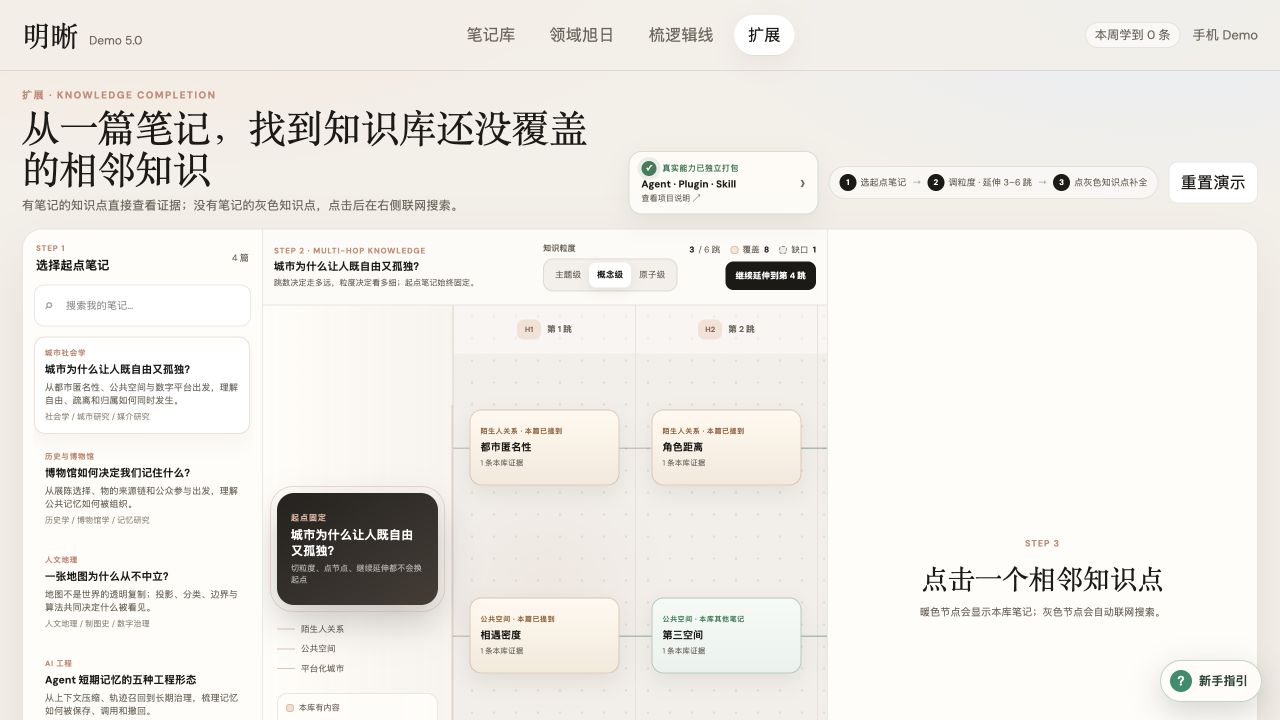 明晰 Demo 5.0
笔记库 领域旭日 梳逻辑线 扩展
本周学到 0 条 手机 Demo
扩展 · KNOWLEDGE COMPLETION
从一篇笔记，找到知识库还没覆盖
的相邻知识
有笔记的知识点直接查看证据；没有笔记的灰色知识点，点击后在右侧联网搜索。
✓ 真实能力已独立打包
Agent · Plugin · Skill ›
查看项目说明 ↗
1 选起点笔记 → 2 调粒度 · 延伸 3–6 跳 → 3 点灰色知识点补全
重置演示
STEP 1
选择起点笔记
4 篇
搜索我的笔记...
城市社会学
城市为什么让人既自由又孤独？
从都市匿名性、公共空间与数字平台出发，理解
自由、疏离和归属如何同时发生。
社会学 / 城市研究 / 媒介研究
历史与博物馆
博物馆如何决定我们记住什么？
从展陈选择、物的来源链和公众参与出发，理解
公共记忆如何被组织。
历史学 / 博物馆学 / 记忆研究
人文地理
一张地图为什么从不中立？
地图不是世界的透明复制；投影、分类、边界与
算法共同决定什么被看见。
人文地理 / 制图史 / 数字治理
AI 工程
Agent 短期记忆的五种工程形态
从上下文压缩、轨迹召回到长期治理，梳理记忆
如何被保存、调用和撤回。
STEP 2 · MULTI-HOP KNOWLEDGE
城市为什么让人既自由又孤独？
跳数决定走多远，粒度决定看多细；起点笔记始终固定。
知识粒度
主题级 概念级 原子级
3 / 6 跳 覆盖 8 缺口 1
继续延伸到第 4 跳
H1 第 1 跳
H2 第 2 跳
起点固定
城市为什么让人既自由
又孤独？
切粒度、点节点、继续延伸都不会换
起点
陌生人关系
公共空间
平台化城市
本库有内容
陌生人关系 · 本篇已提到
都市匿名性
1 条本库证据
陌生人关系 · 本篇已提到
角色距离
1 条本库证据
公共空间 · 本篇已提到
相遇密度
1 条本库证据
公共空间 · 本库其他笔记
第三空间
1 条本库证据
STEP 3
点击一个相邻知识点
暖色节点会显示本库笔记；灰色节点会自动联网搜索。
? 新手指引